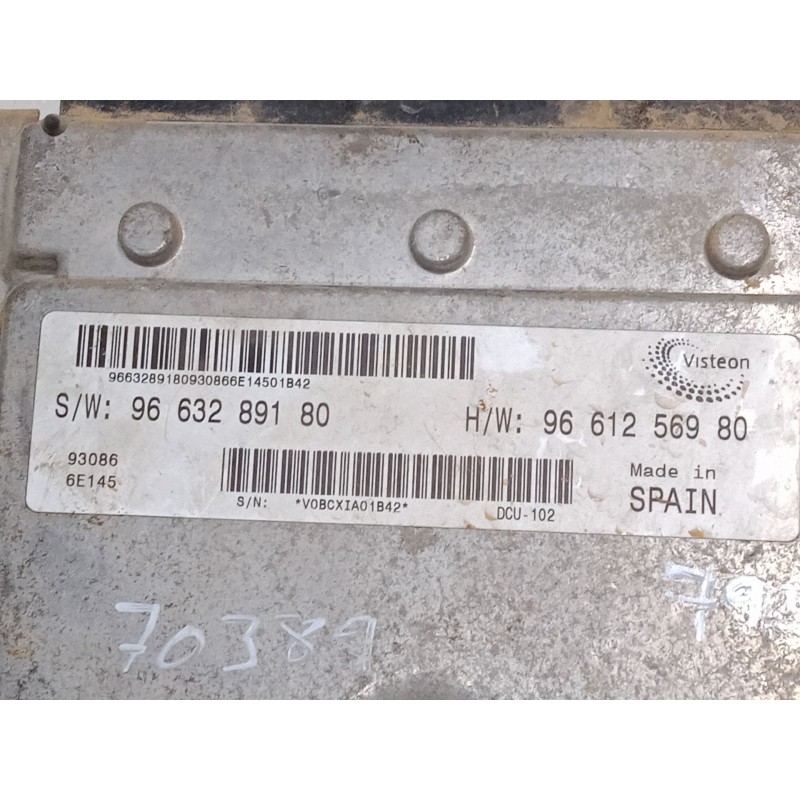 9663289180930866E14501B42
Visteon
S/W: 96 632 891 80
H/W: 96 612 569 80
93086
6E145
Made in
SPAIN
S/N: *V0BCXIA01B42*
DCU-102
70389
79